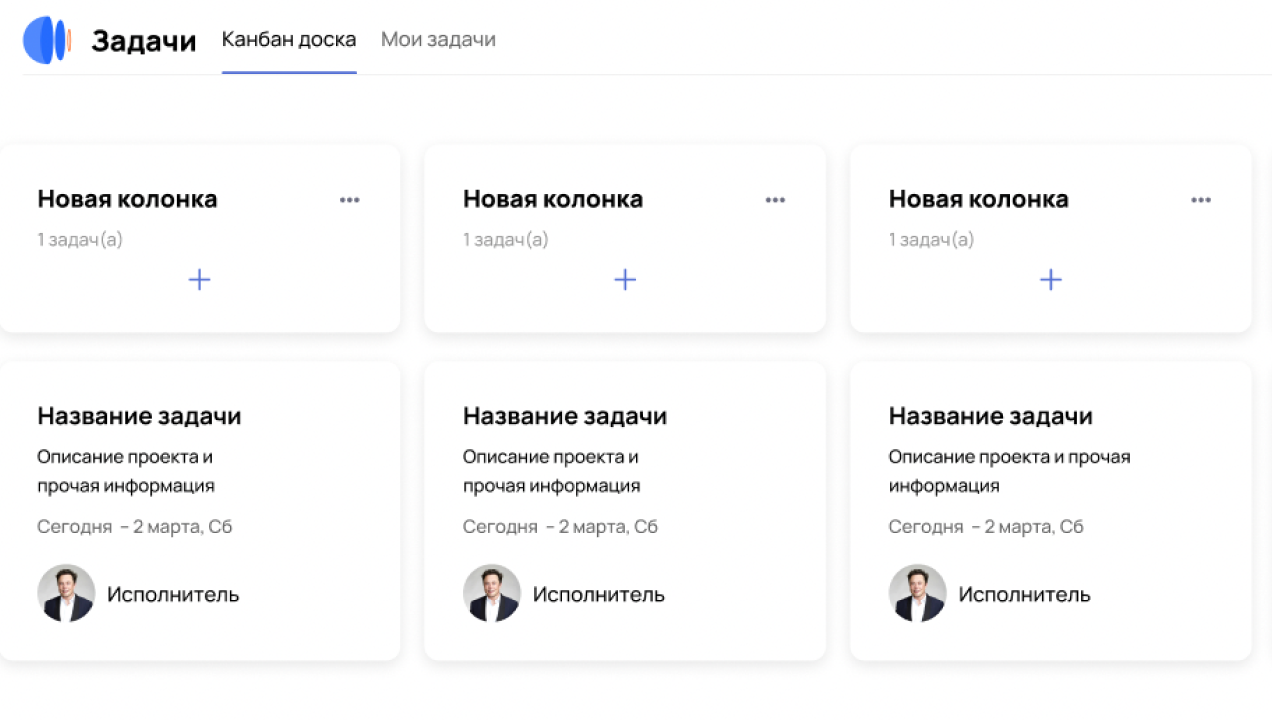 Задачи Канбан доска Мои задачи
Новая колонка Новая колонка Новая колонка
1 задач(а) 1 задач(а) 1 задач(а)
Название задачи Название задачи Название задачи
Описание проекта и Описание проекта и Описание проекта и прочая
прочая информация прочая информация информация
Сегодня – 2 марта, Сб Сегодня – 2 марта, Сб Сегодня – 2 марта, Сб
Исполнитель Исполнитель Исполнитель